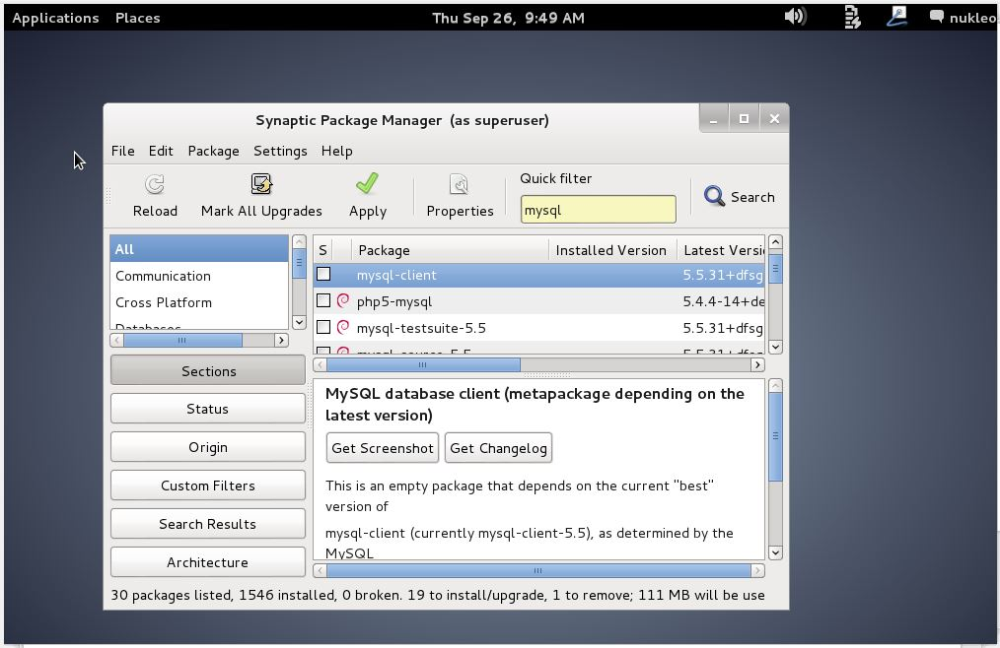 Applications Places Thu Sep 26, 9:49 AM nukleo
Synaptic Package Manager (as superuser)
File Edit Package Settings Help
Quick filter
Reload Mark All Upgrades Apply Properties mysql Search
All
Communication
Cross Platform
Databases
S Package Installed Version Latest Versi
mysql-client 5.5.31+dfsg
php5-mysql 5.4.4-14+de
mysql-testsuite-5.5 5.5.31+dfsg
mysql-source-5.5 5.5.31+dfsg
Sections
Status
Origin
Custom Filters
Search Results
Architecture
MySQL database client (metapackage depending on the
latest version)
Get Screenshot Get Changelog
This is an empty package that depends on the current "best"
version of
mysql-client (currently mysql-client-5.5), as determined by the
MySQL
30 packages listed, 1546 installed, 0 broken. 19 to install/upgrade, 1 to remove; 111 MB will be use